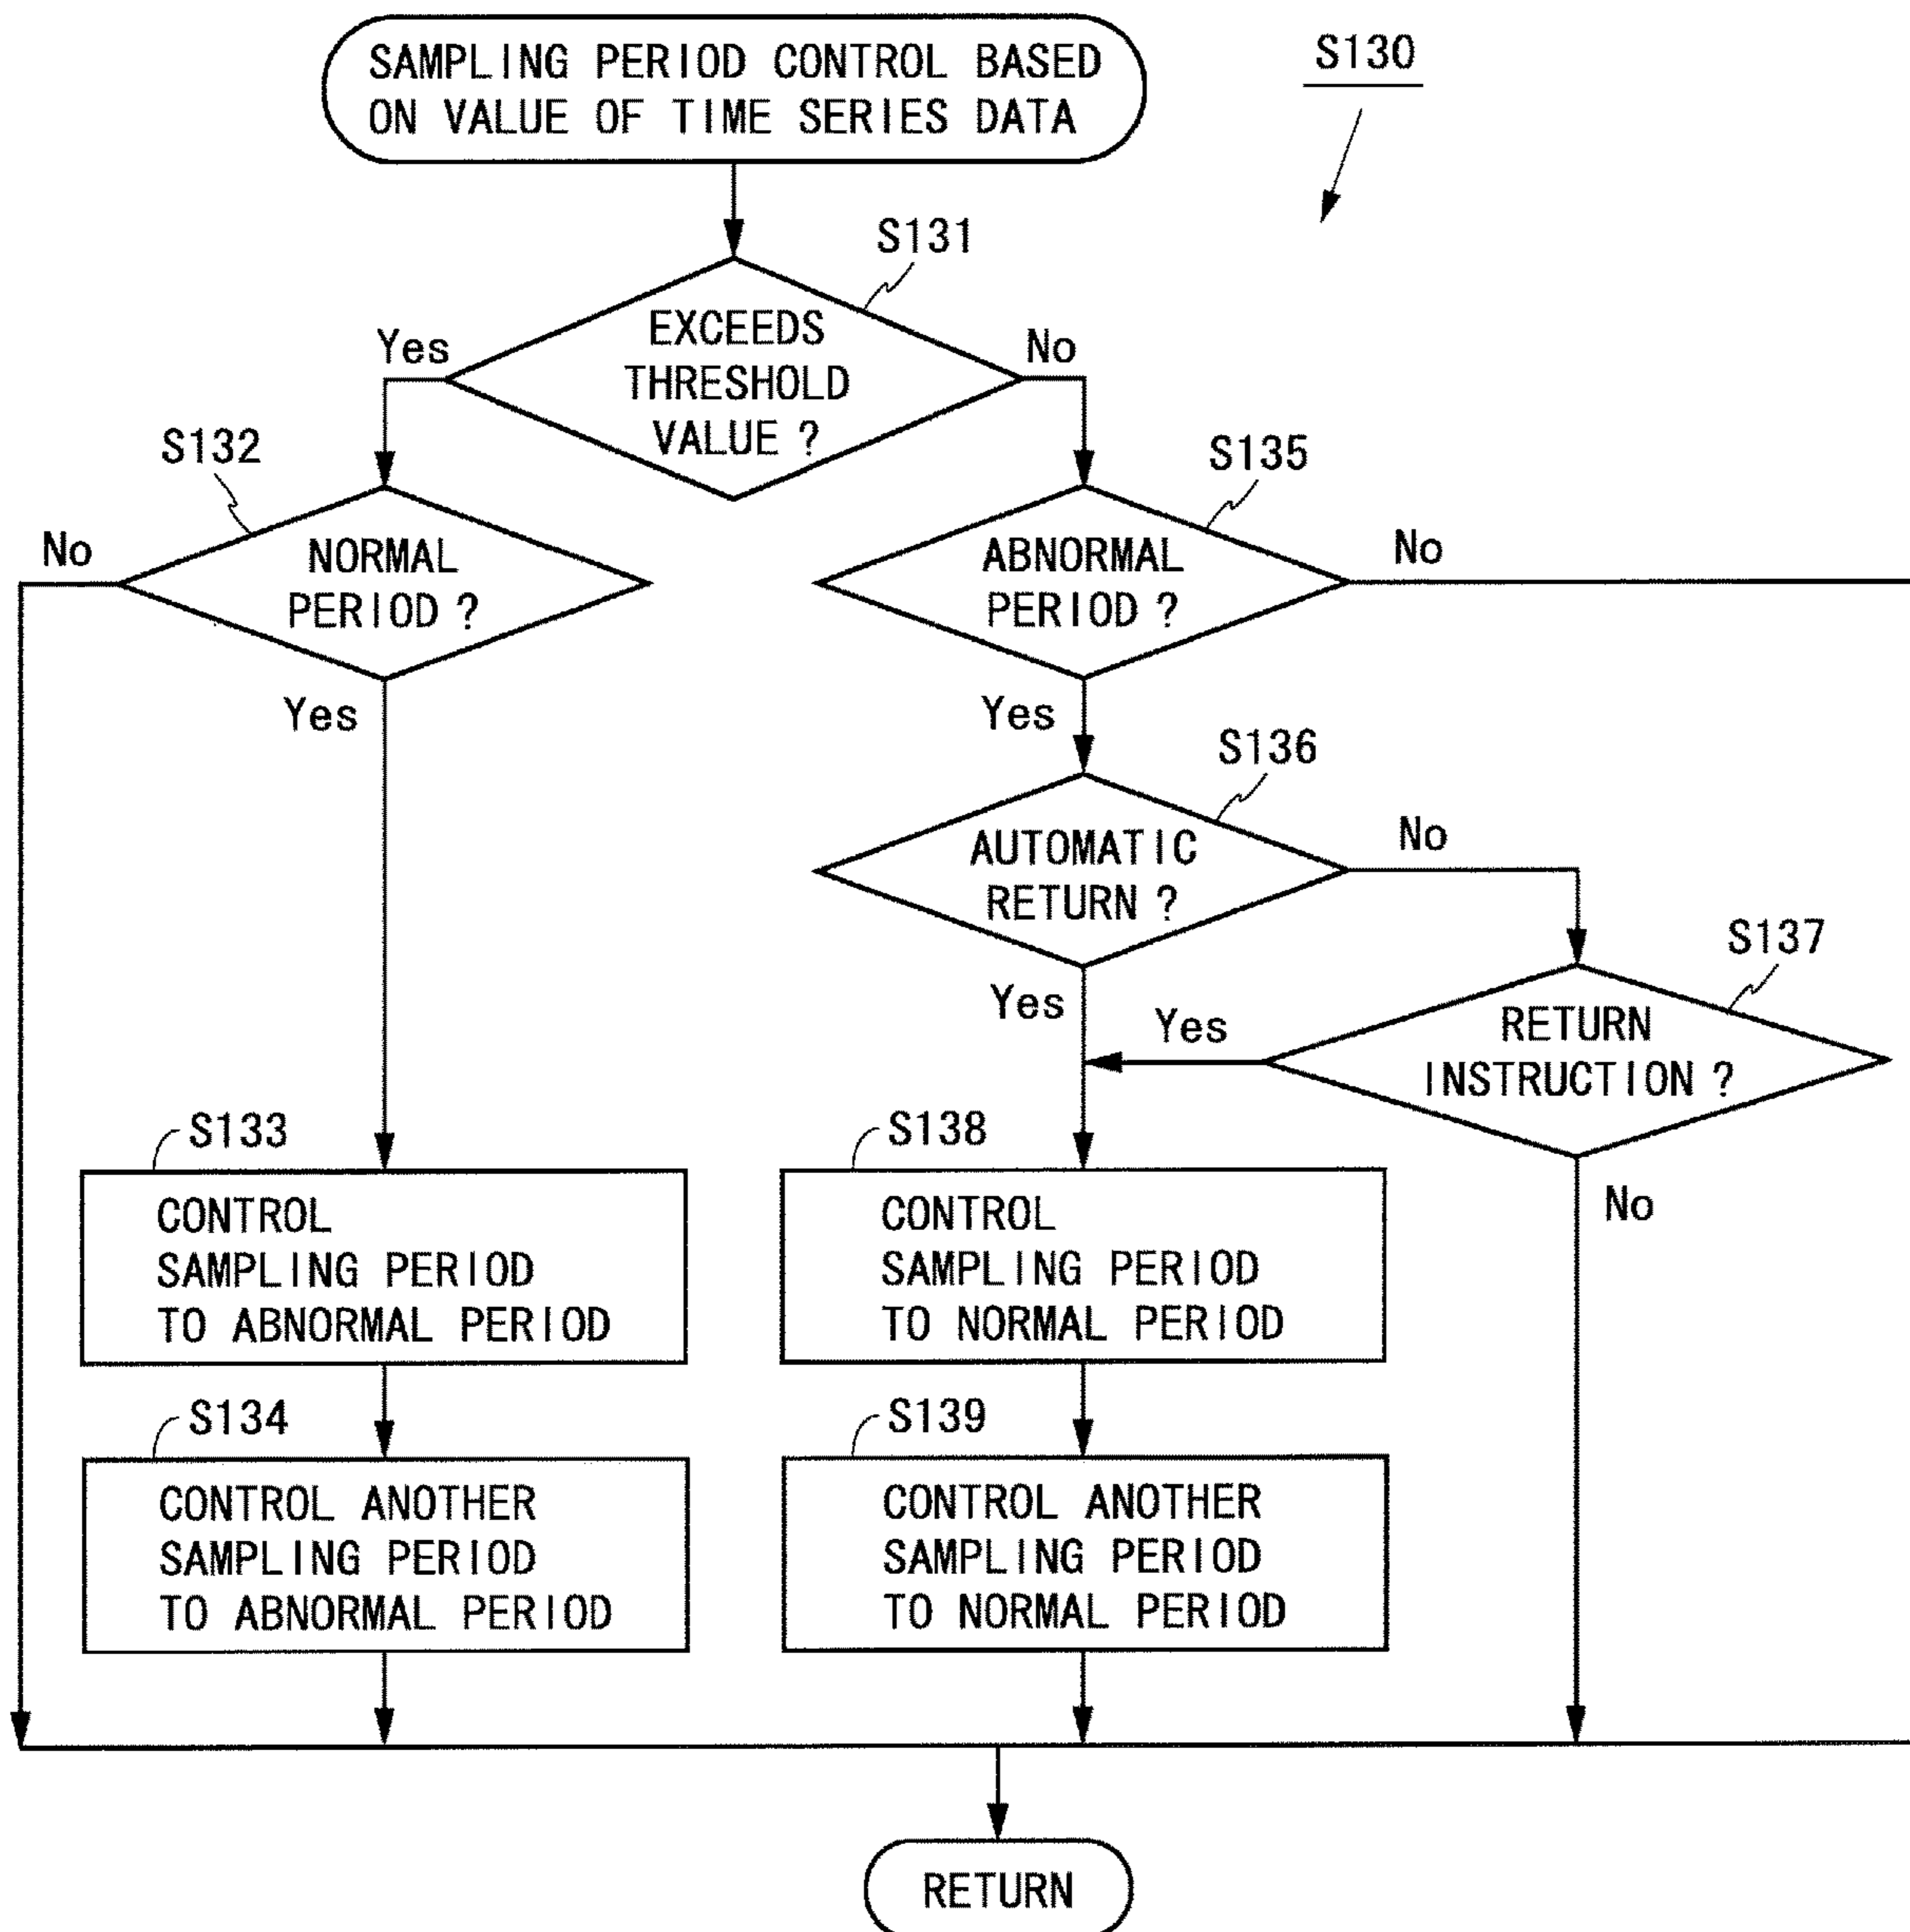 SAMPLING PERIOD CONTROL BASED
ON VALUE OF TIME SERIES DATA
S130
S131
EXCEEDS
THRESHOLD
VALUE ?
Yes
No
S132
NORMAL
PERIOD ?
No
Yes
S135
ABNORMAL
PERIOD ?
No
Yes
S136
AUTOMATIC
RETURN ?
No
Yes
S137
RETURN
INSTRUCTION ?
Yes
No
S133
CONTROL
SAMPLING PERIOD
TO ABNORMAL PERIOD
S138
CONTROL
SAMPLING PERIOD
TO NORMAL PERIOD
S134
CONTROL ANOTHER
SAMPLING PERIOD
TO ABNORMAL PERIOD
S139
CONTROL ANOTHER
SAMPLING PERIOD
TO NORMAL PERIOD
RETURN